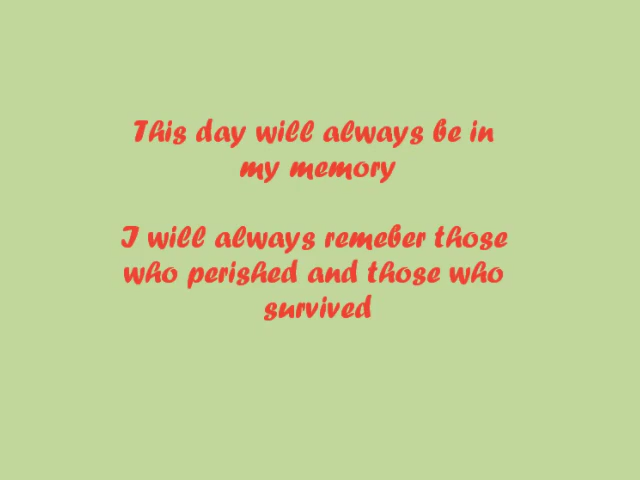 This day will always be in
my memory
I will always remeber those
who perished and those who
survived